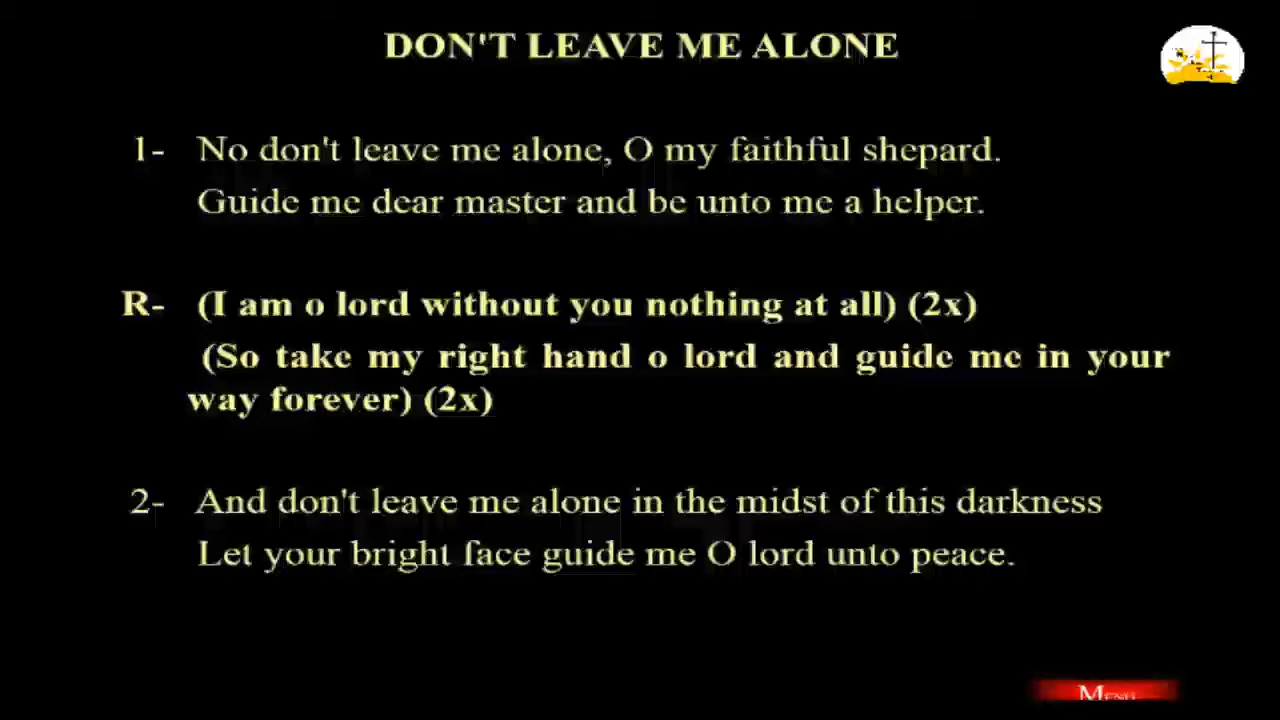 DON'T LEAVE ME ALONE
1- No don't leave me alone, O my faithful shepard.
Guide me dear master and be unto me a helper.
R- (I am o lord without you nothing at all) (2x)
(So take my right hand o lord and guide me in your
way forever) (2x)
2- And don't leave me alone in the midst of this darkness
Let your bright face guide me O lord unto peace.
MENU